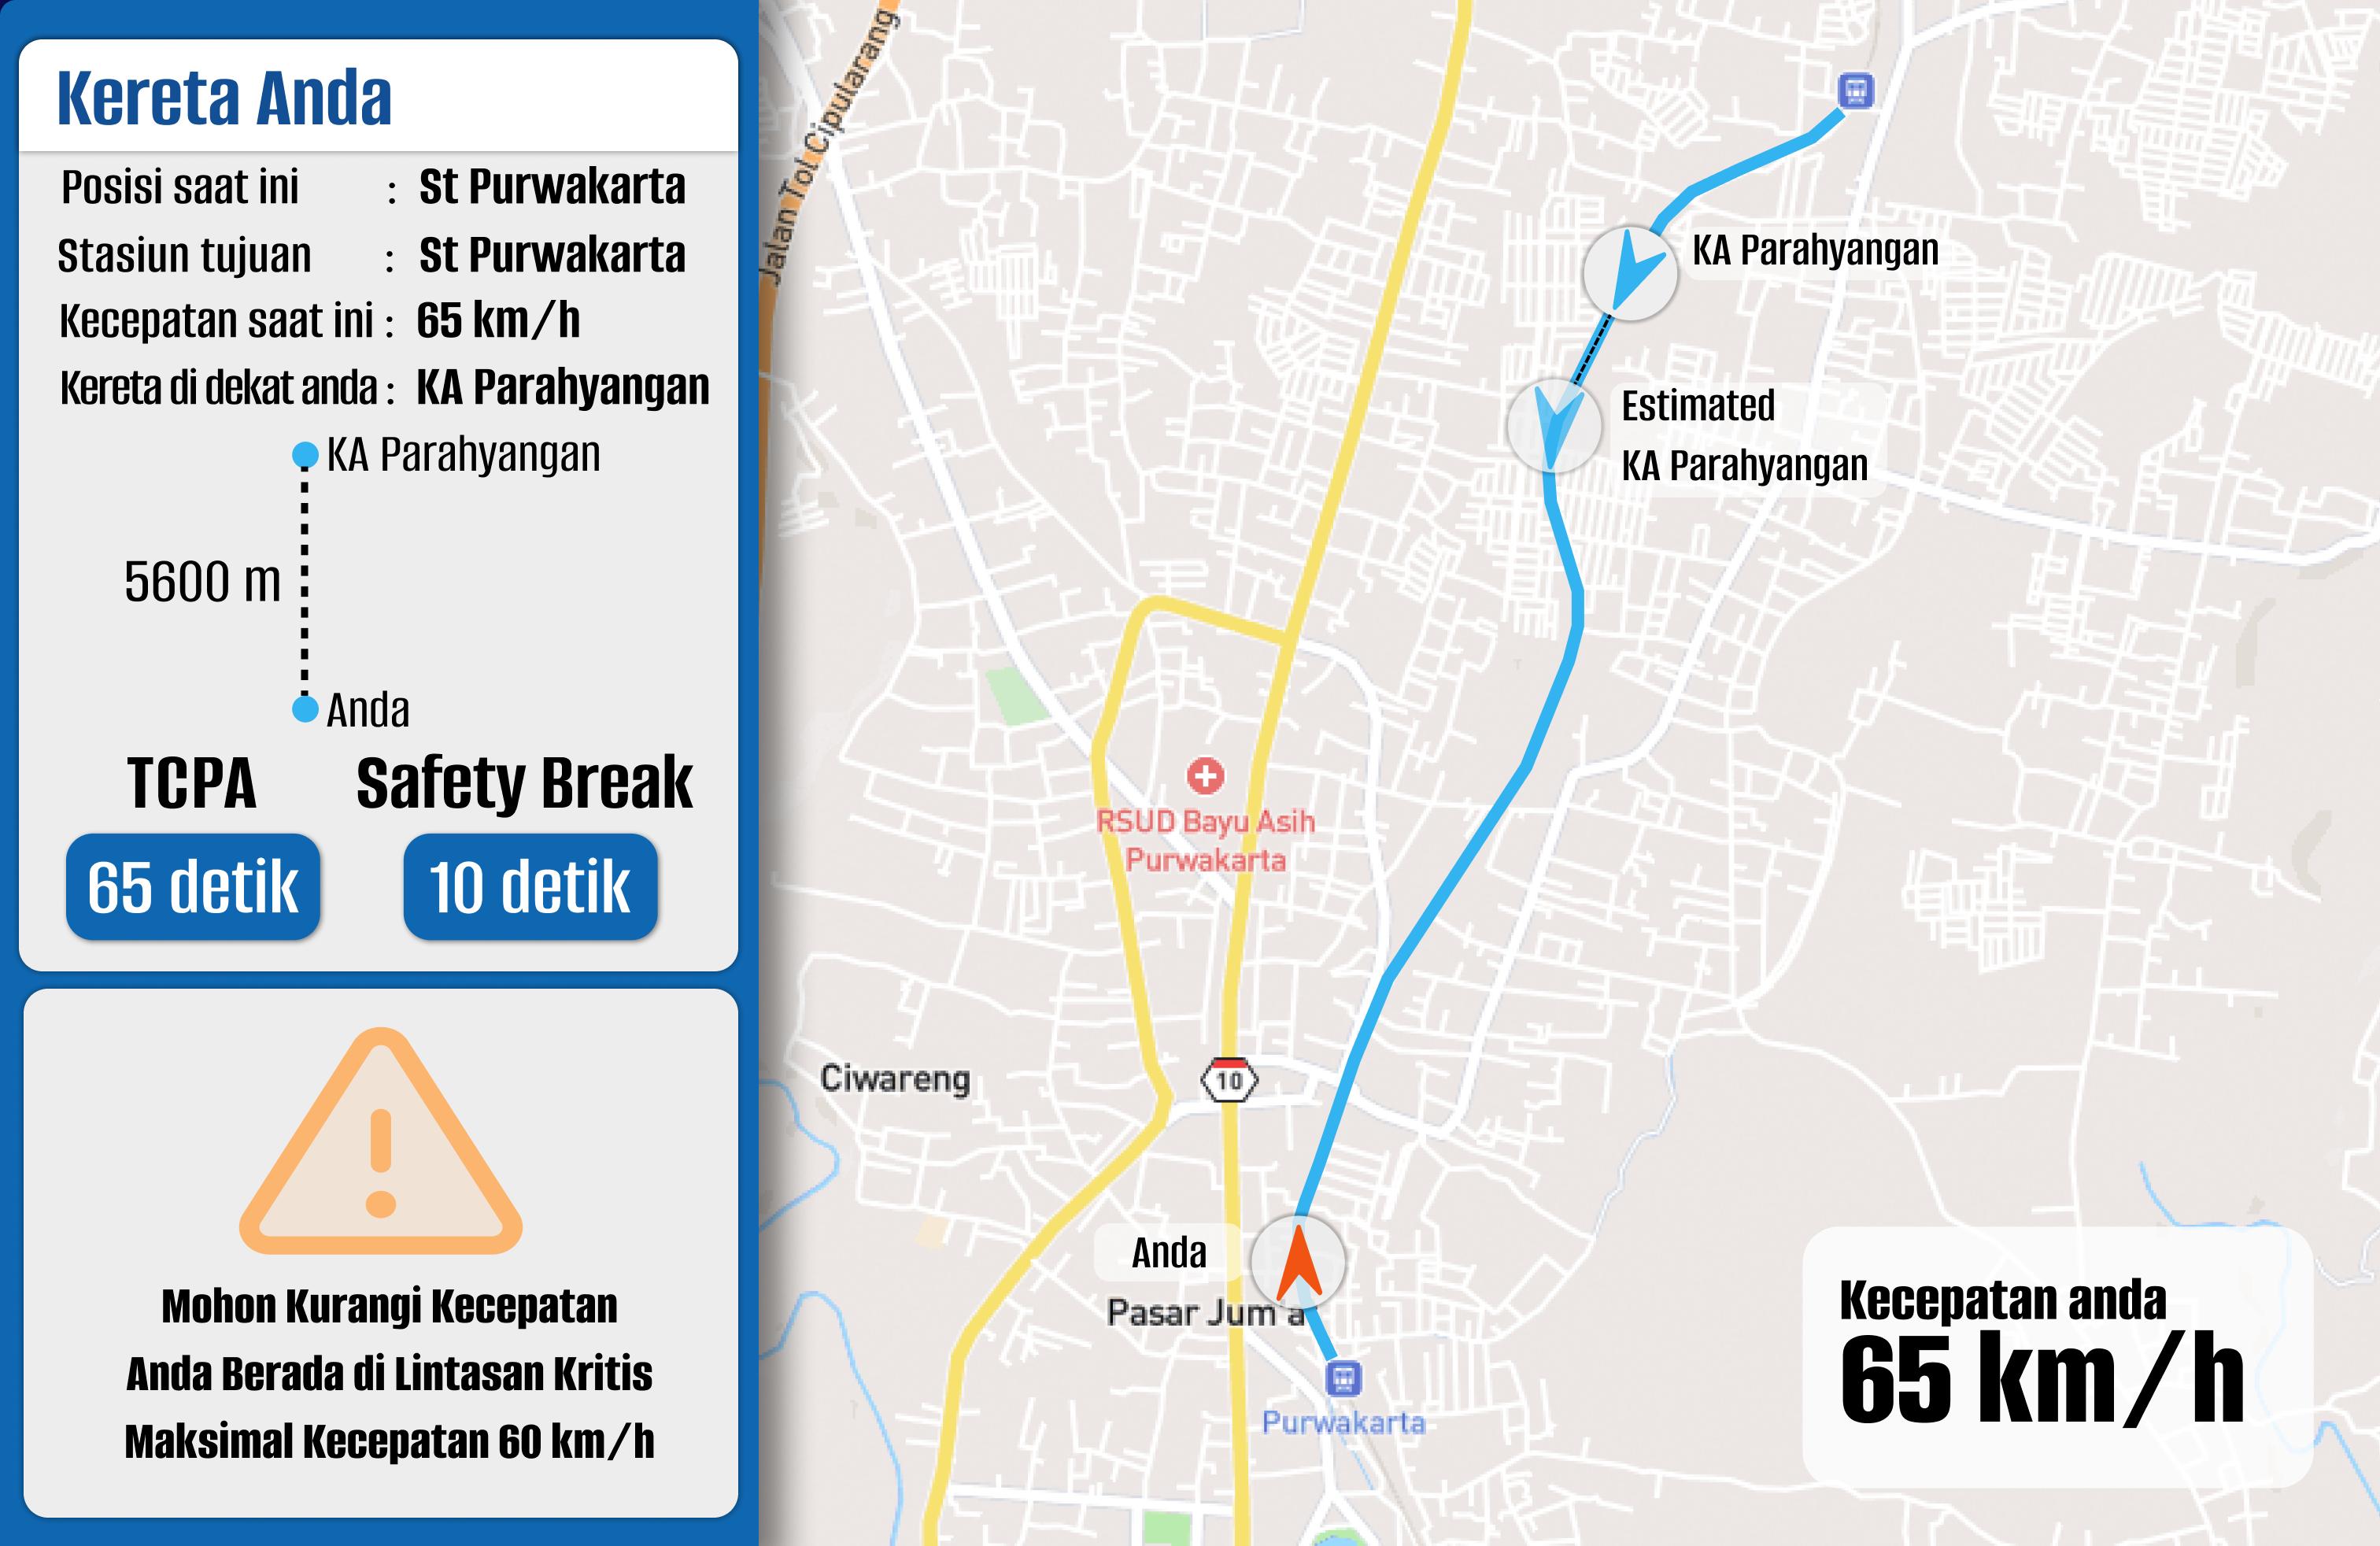 Kereta Anda
Posisi saat ini : St Purwakarta
Stasiun tujuan : St Purwakarta
Kecepatan saat ini : 65 km/h
Kereta di dekat anda : KA Parahyangan
KA Parahyangan
5600 m
Anda
TCPA Safety Break
65 detik 10 detik
Mohon Kurangi Kecepatan
Anda Berada di Lintasan Kritis
Maksimal Kecepatan 60 km/h
Jalan Tol Cipularang
KA Parahyangan
Estimated
KA Parahyangan
RSUD Bayu Asih
Purwakarta
Ciwareng
10
Anda
Pasar Jum a
Purwakarta
Kecepatan anda
65 km/h